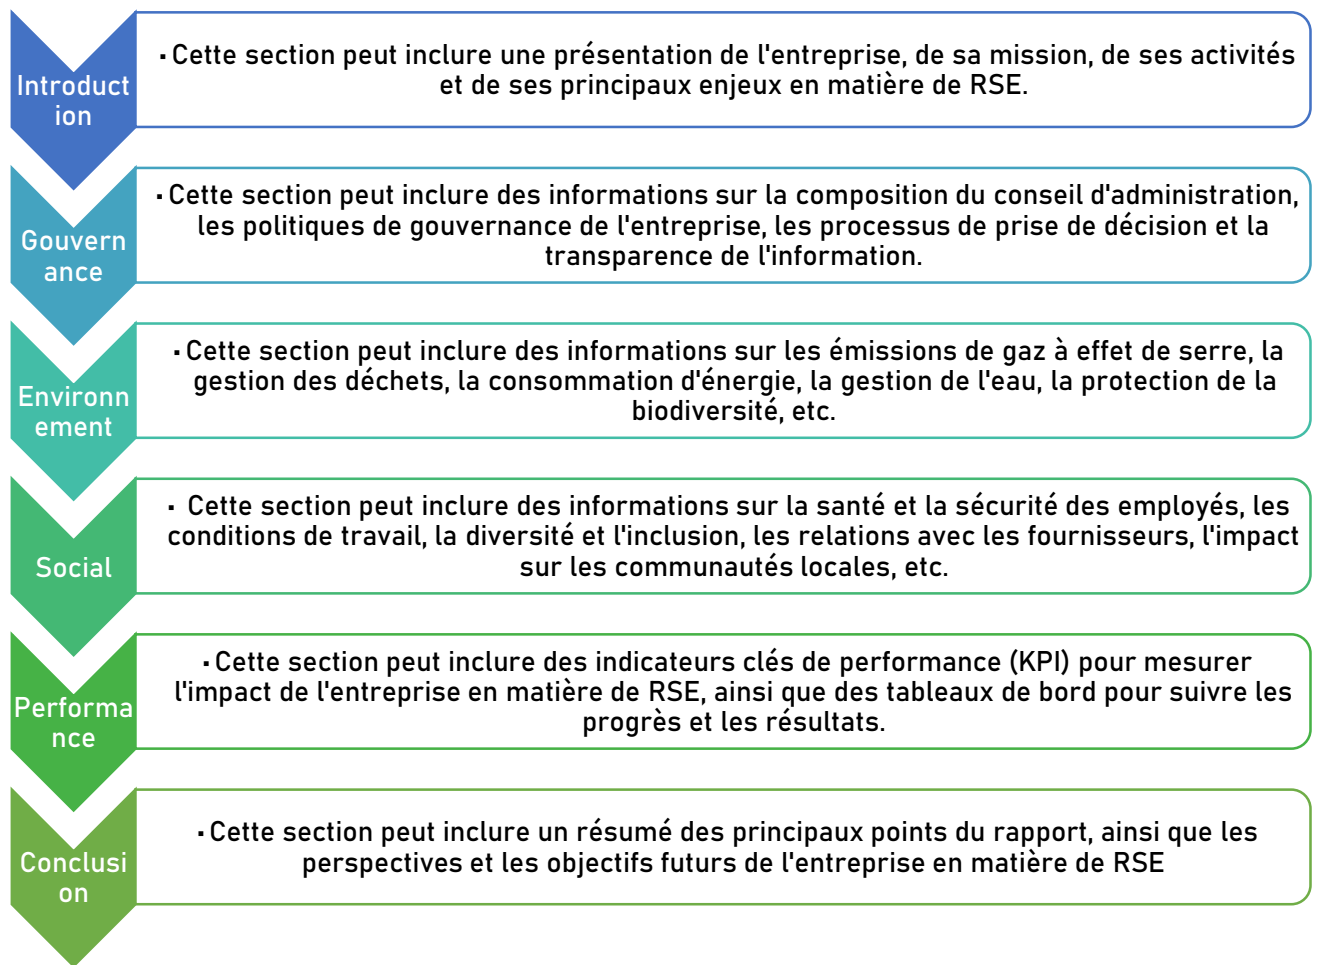 Introduct
ion
▪ Cette section peut inclure une présentation de l'entreprise, de sa mission, de ses activités
et de ses principaux enjeux en matière de RSE.
Gouvern
ance
▪ Cette section peut inclure des informations sur la composition du conseil d'administration,
les politiques de gouvernance de l'entreprise, les processus de prise de décision et la
transparence de l'information.
Environn
ement
▪ Cette section peut inclure des informations sur les émissions de gaz à effet de serre, la
gestion des déchets, la consommation d'énergie, la gestion de l'eau, la protection de la
biodiversité, etc.
Social
▪ Cette section peut inclure des informations sur la santé et la sécurité des employés, les
conditions de travail, la diversité et l'inclusion, les relations avec les fournisseurs, l'impact
sur les communautés locales, etc.
Performa
nce
▪ Cette section peut inclure des indicateurs clés de performance (KPI) pour mesurer
l'impact de l'entreprise en matière de RSE, ainsi que des tableaux de bord pour suivre les
progrès et les résultats.
Conclusi
on
▪ Cette section peut inclure un résumé des principaux points du rapport, ainsi que les
perspectives et les objectifs futurs de l'entreprise en matière de RSE